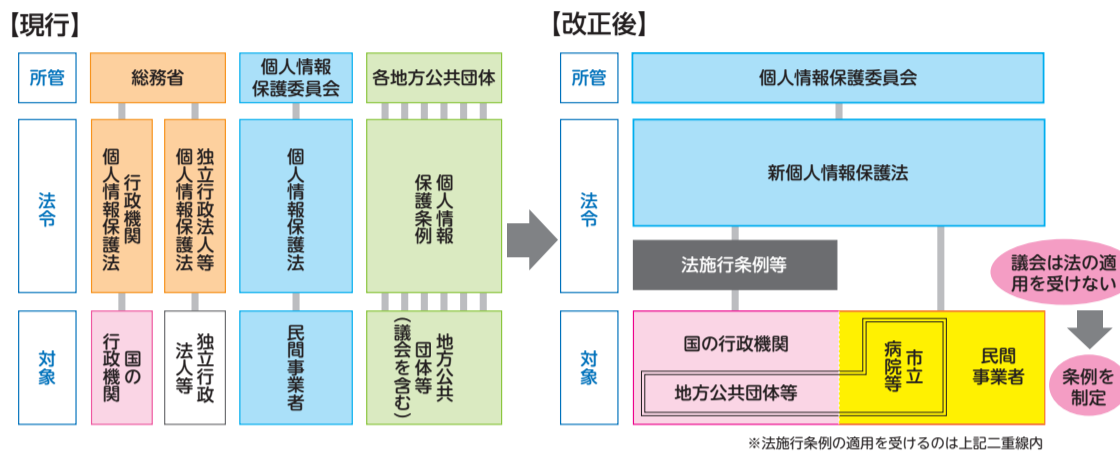 【現行】
所管
総務省
個人情報
保護委員会
各地方公共団体
法令
行政機関
個人情報保護法
独立行政法人等
個人情報保護法
個人情報保護法
個人情報
保護条例
対象
国の
行政機関
独立行政
法人等
民間事業者
地方公共
団体等
(議会を含む)
【改正後】
所管
個人情報保護委員会
法令
新個人情報保護法
法施行条例等
議会は法の適
用を受けない
対象
国の行政機関
地方公共団体等
市立
病院等
民間
事業者
条例を
制定
※法施行条例の適用を受けるのは上記二重線内